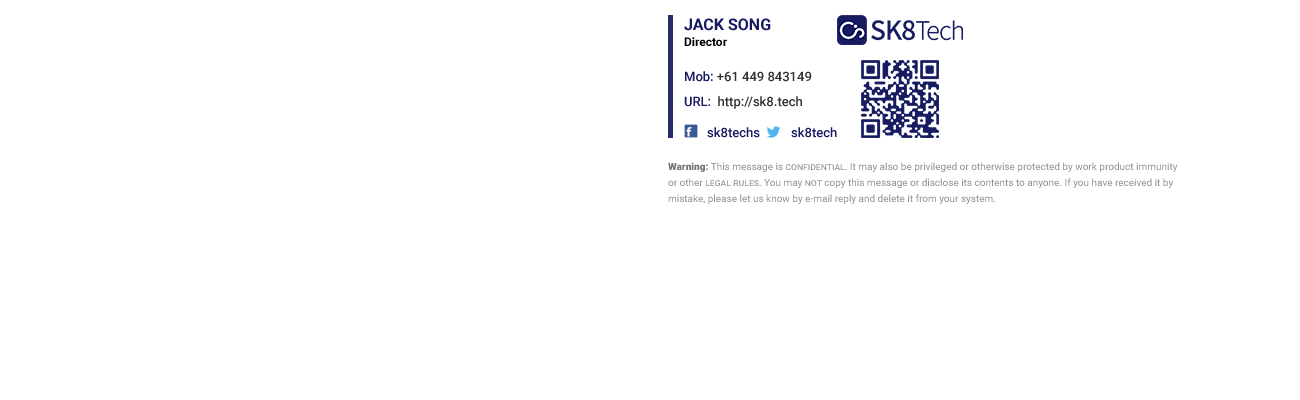 JACK SONG
Director
SK8Tech
Mob: +61 449 843149
URL: http://sk8.tech
sk8techs sk8tech
Warning: This message is CONFIDENTIAL. It may also be privileged or otherwise protected by work product immunity
or other LEGAL RULES. You may NOT copy this message or disclose its contents to anyone. If you have received it by
mistake, please let us know by e-mail reply and delete it from your system.